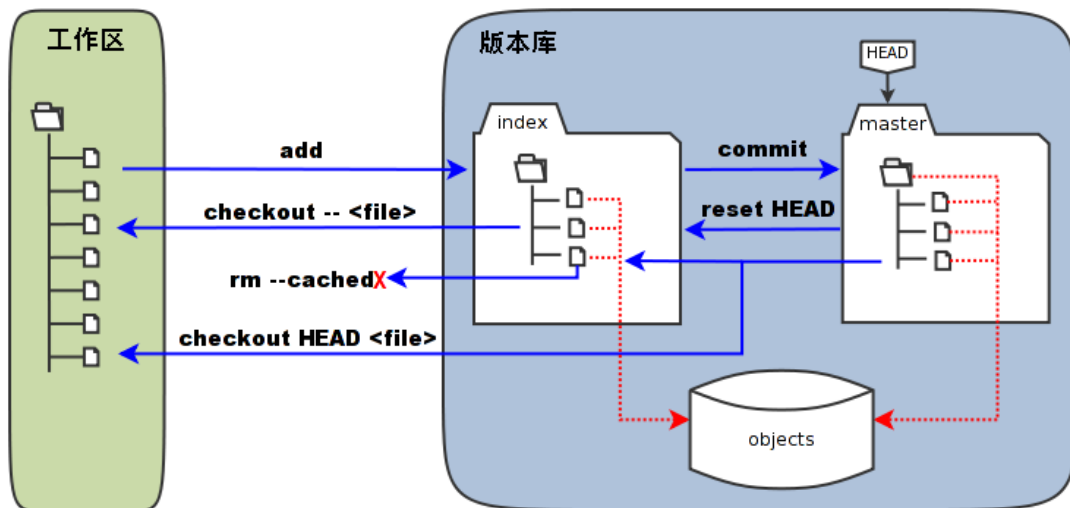 工作区
版本库
HEAD
index
master
add
commit
checkout -- <file>
reset HEAD
rm --cachedX
checkout HEAD <file>
objects